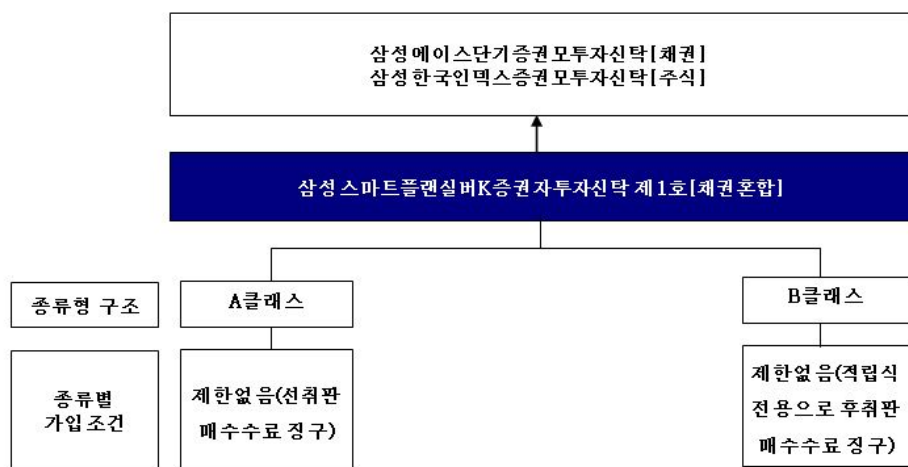 삼성에이스단기증권모투자신탁[채권]
삼성한국인덱스증권모투자신탁[주식]
삼성스마트플랜실버K증권자투자신탁 제1호[채권혼합]
종류형 구조
A클래스
B클래스
종류별
가입조건
제한없음(선취판
매수수료 징구)
제한없음(적립식
전용으로 후취판
매수수료 징구)